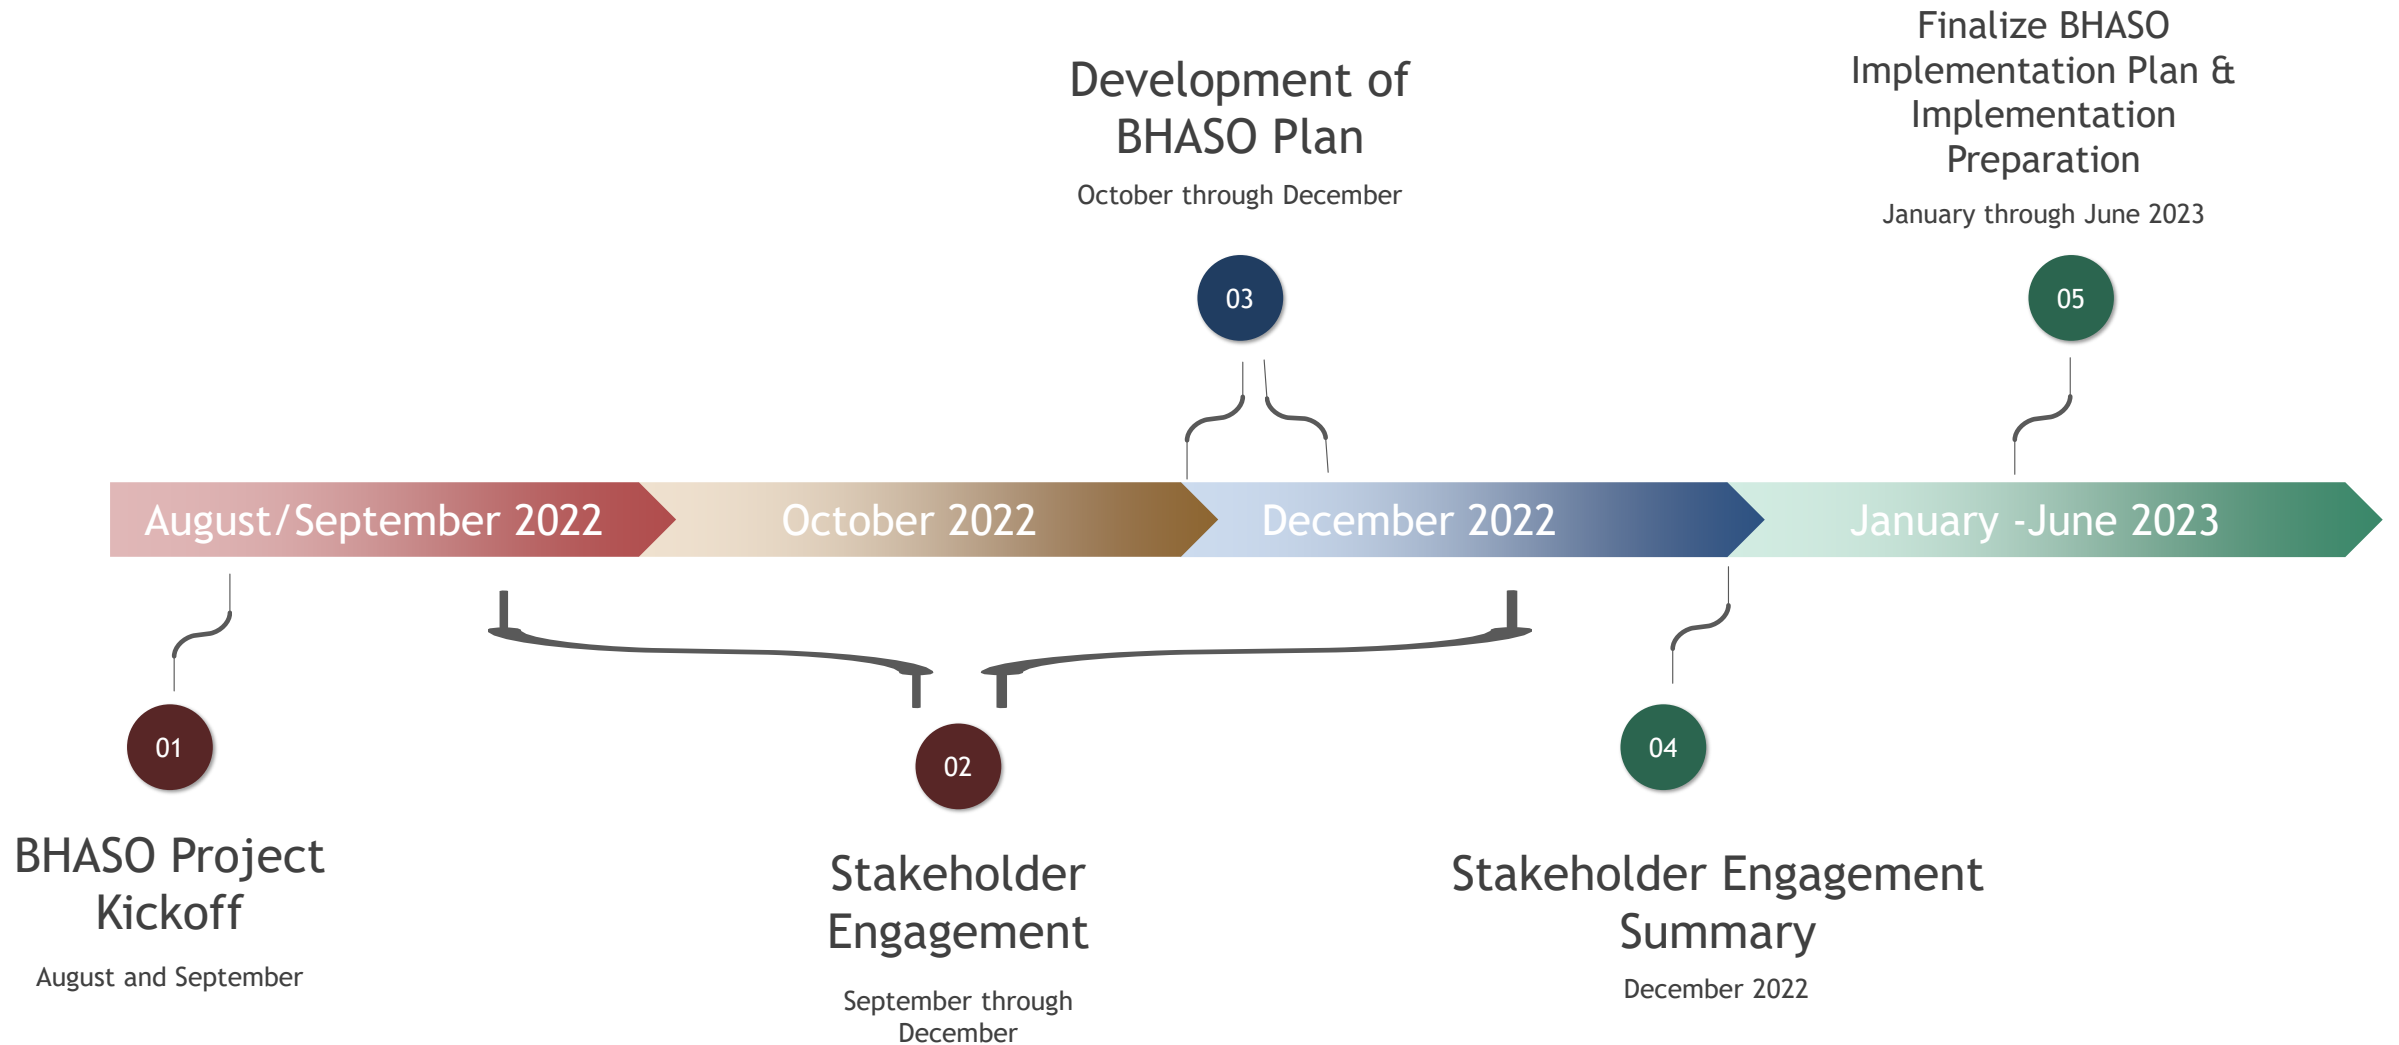 Finalize BHASO
Implementation Plan &
Implementation
Preparation
January through June 2023
Development of
BHASO Plan
October through December
03
05
August/September 2022
October 2022
December 2022
January -June 2023
01
02
04
BHASO Project
Kickoff
August and September
Stakeholder
Engagement
September through
December
Stakeholder Engagement
Summary
December 2022